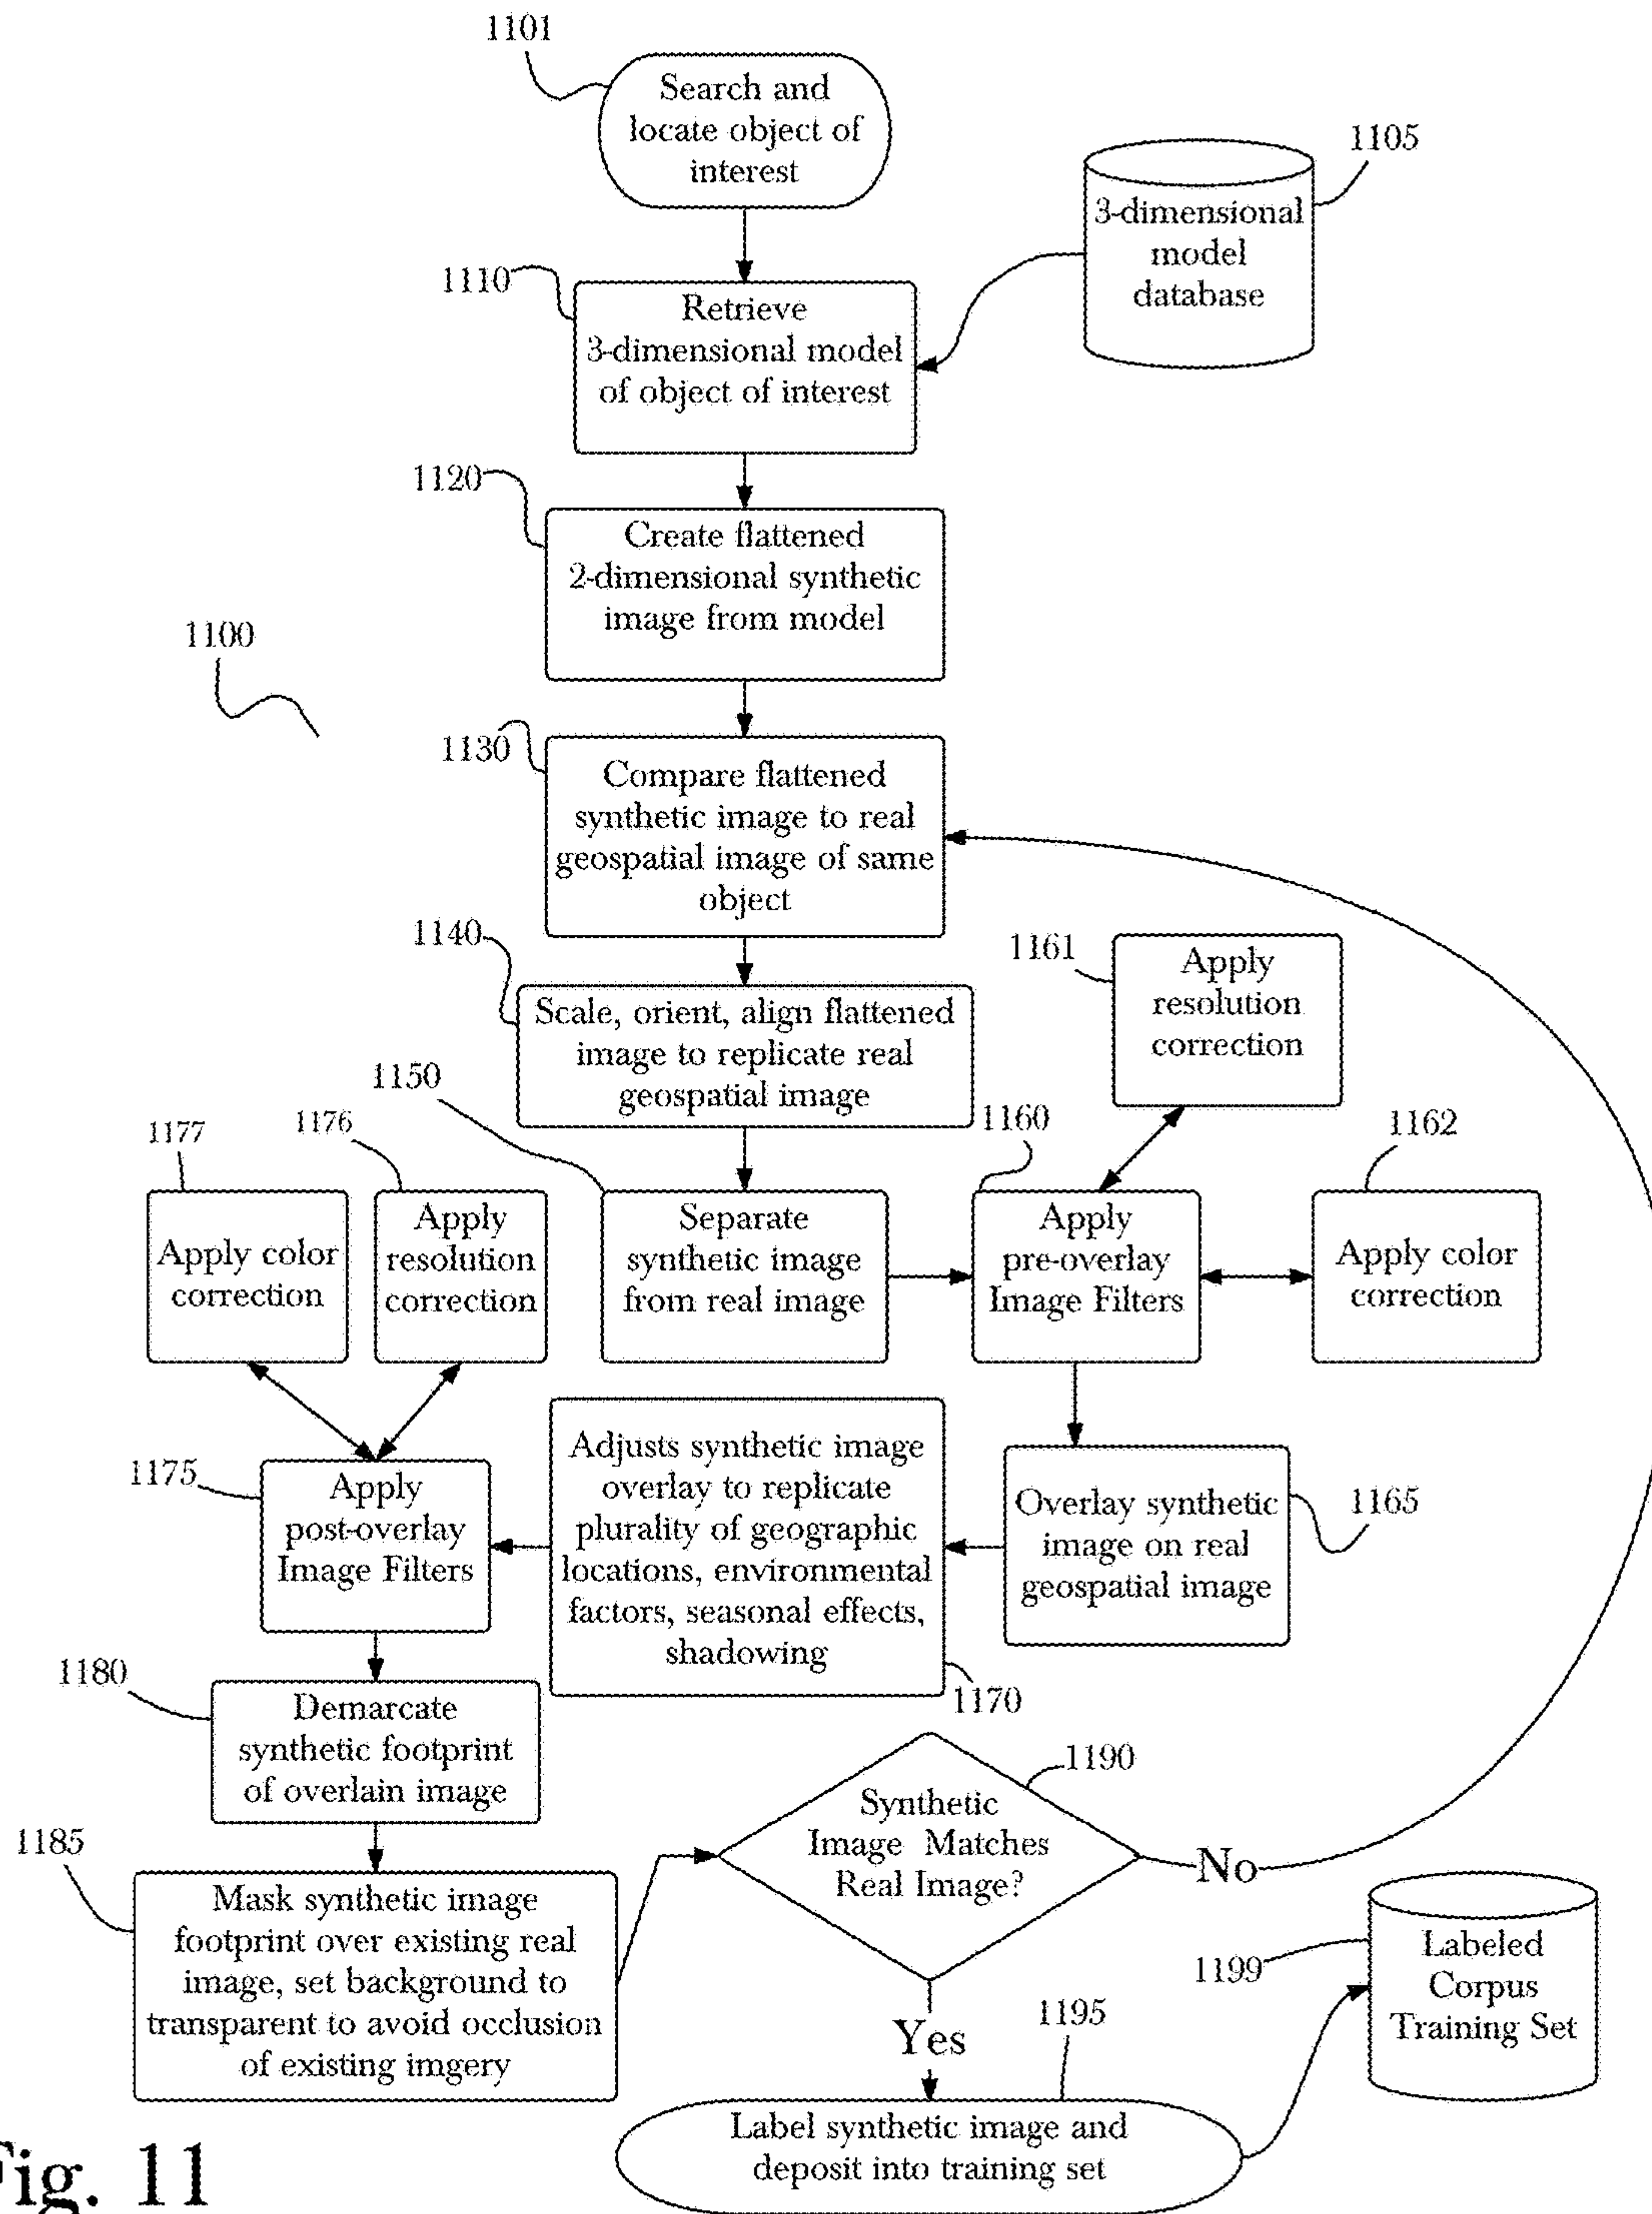 1101
Search and
locate object of
interest
1105
3-dimensional
model
database
1110
Retrieve
3-dimensional model
of object of interest
1120
Create flattened
2-dimensional synthetic
image from model
1100
1130
Compare flattened
synthetic image to real
geospatial image of same
object
1140
Scale, orient, align flattened
image to replicate real
geospatial image
1161
Apply
resolution
correction
1150
1177
Apply color
correction
1176
Apply
resolution
correction
Separate
synthetic image
from real image
1160
Apply
pre-overlay
Image Filters
1162
Apply color
correction
1175
Apply
post-overlay
Image Filters
Adjusts synthetic image
overlay to replicate
plurality of geographic
locations, environmental
factors, seasonal effects,
shadowing
1170
Overlay synthetic
image on real
geospatial image
1165
1180
Demarcate
synthetic footprint
of overlain image
1185
Mask synthetic image
footprint over existing real
image, set background to
transparent to avoid occlusion
of existing imgery
1190
Synthetic
Image Matches
Real Image?
No
Yes
1195
Label synthetic image and
deposit into training set
1199
Labeled
Corpus
Training Set
Fig. 11